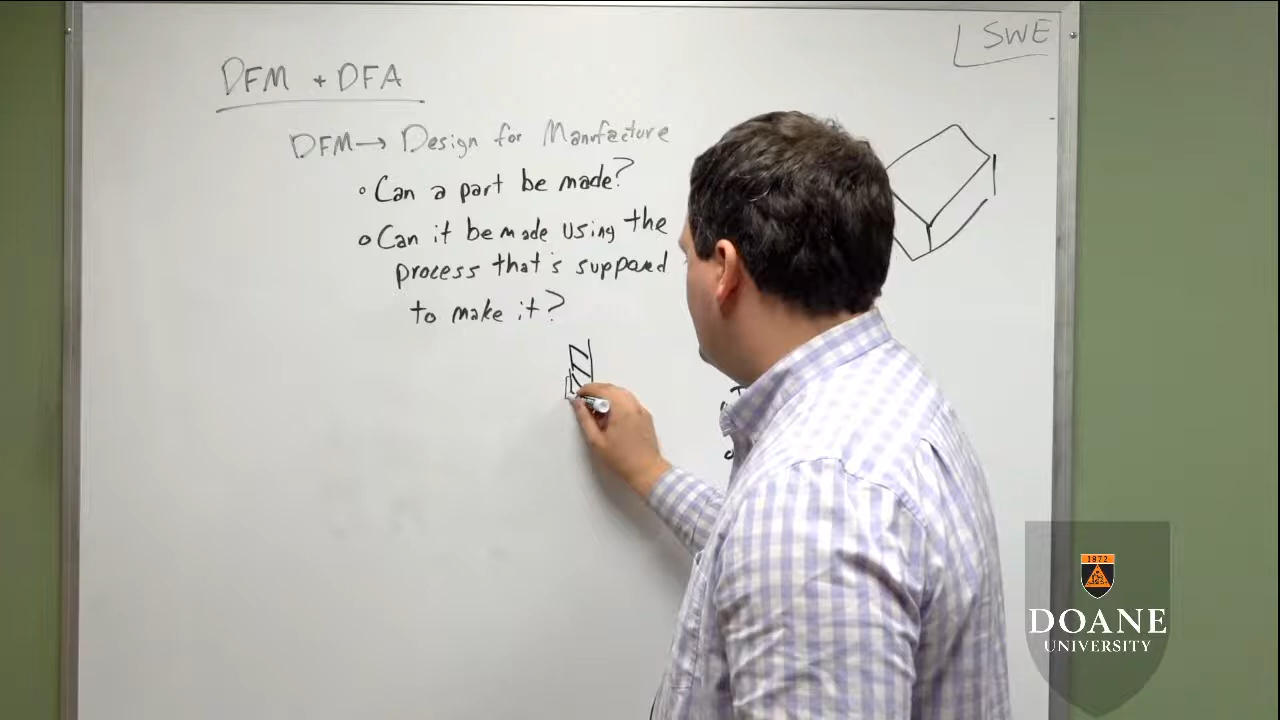 SWE
DFM + DFA
DFM → Design for Manufacture
• Can a part be made?
• Can it be made using the
process that's supposed
to make it?
1872
DOANE
UNIVERSITY